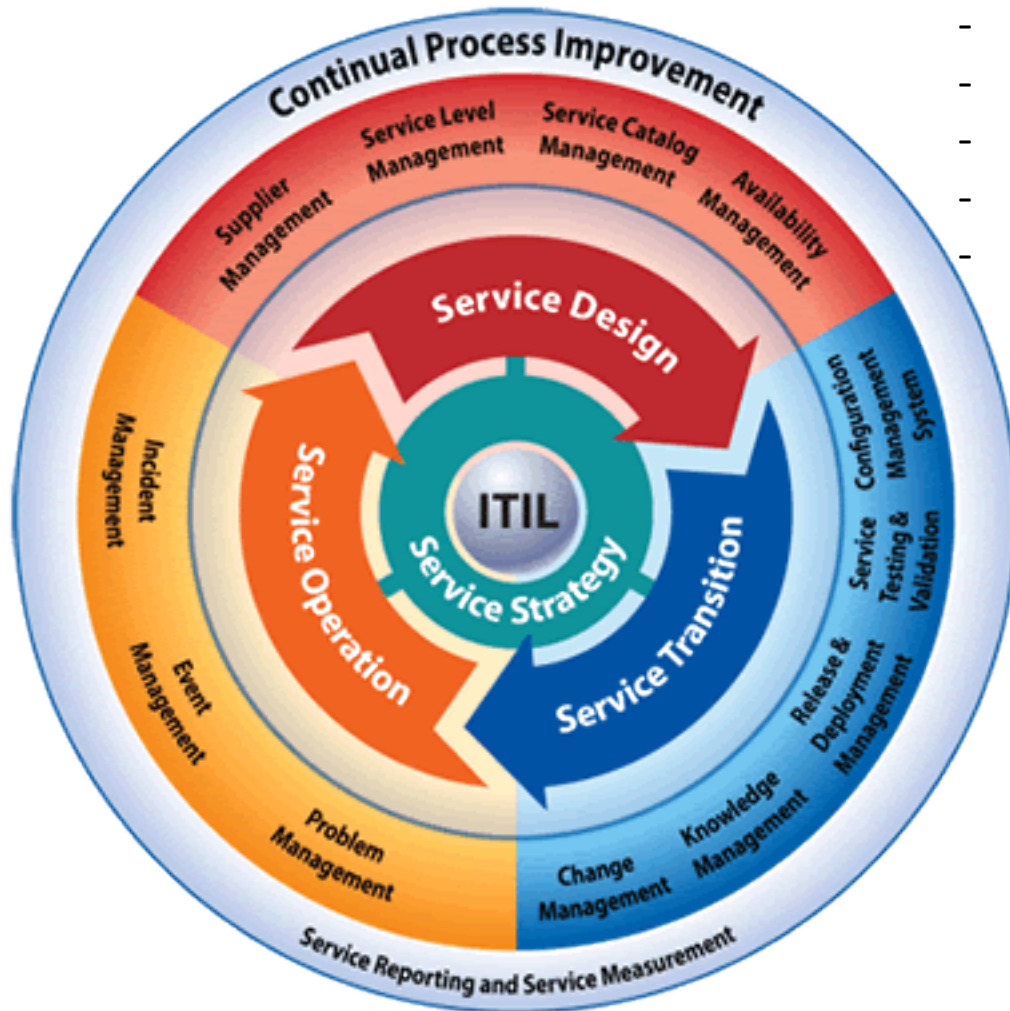 Continual Process Improvement
Supplier
Management
Service Level
Management
Service Catalog
Management
Availability
Management
Service Design
Configuration
Management
System
Service
Testing &
Validation
Release &
Deployment
Management
Knowledge
Management
Change
Management
Service Transition
ITIL
Service Strategy
Service Operation
Incident
Management
Event
Management
Problem
Management
Service Reporting and Service Measurement
-
-
-
-
-